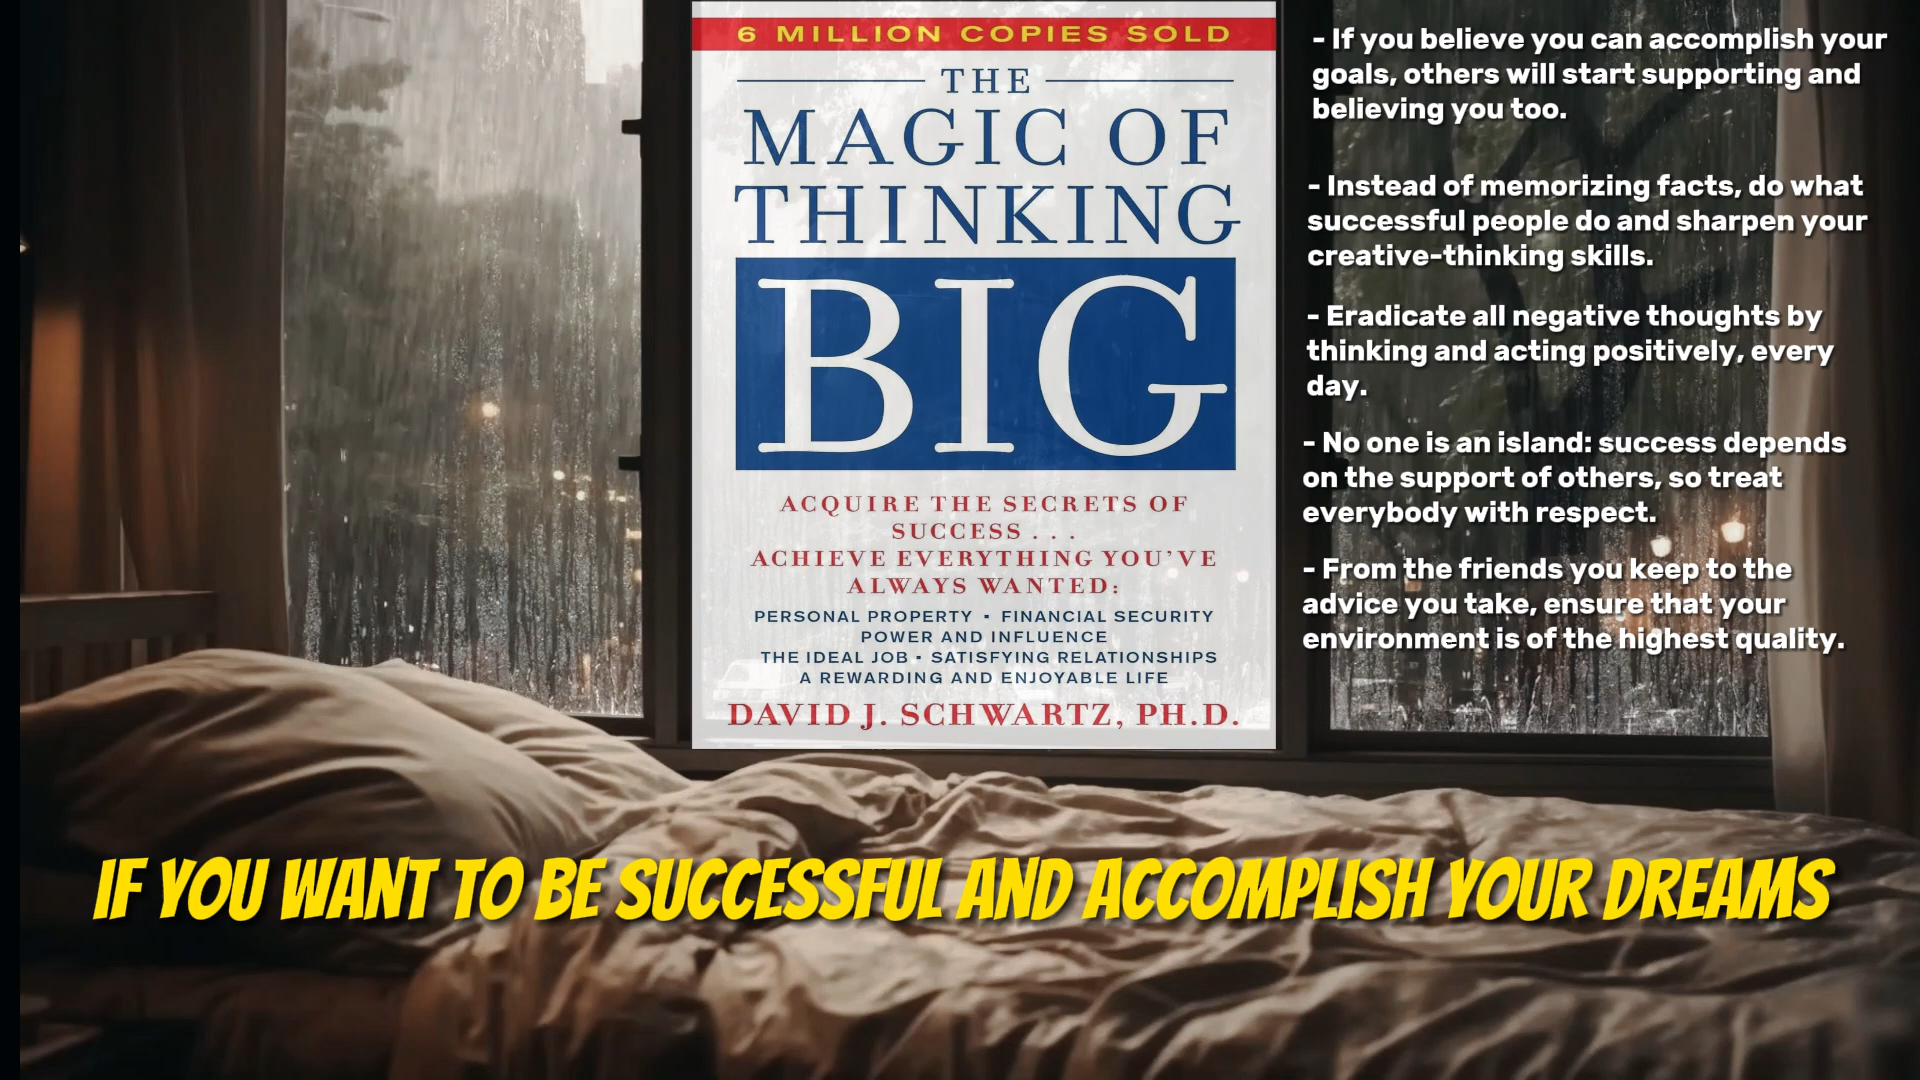 6 MILLION COPIES SOLD
THE
MAGIC OF
THINKING
BIG
ACQUIRE THE SECRETS OF
SUCCESS . . .
ACHIEVE EVERYTHING YOU'VE
ALWAYS WANTED:
PERSONAL PROPERTY ▪ FINANCIAL SECURITY
POWER AND INFLUENCE
THE IDEAL JOB ▪ SATISFYING RELATIONSHIPS
A REWARDING AND ENJOYABLE LIFE
DAVID J. SCHWARTZ, PH.D.
- If you believe you can accomplish your
goals, others will start supporting and
believing you too.
- Instead of memorizing facts, do what
successful people do and sharpen your
creative-thinking skills.
- Eradicate all negative thoughts by
thinking and acting positively, every
day.
- No one is an island: success depends
on the support of others, so treat
everybody with respect.
- From the friends you keep to the
advice you take, ensure that your
environment is of the highest quality.
IF YOU WANT TO BE SUCCESSFUL AND ACCOMPLISH YOUR DREAMS